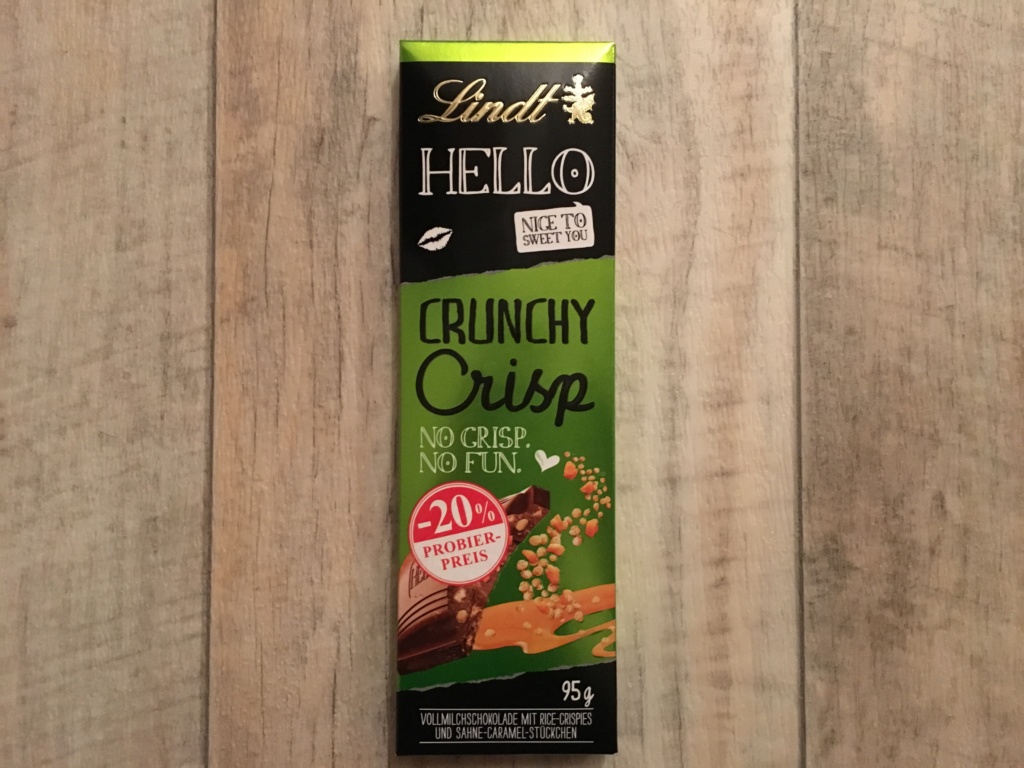 Lindt
HELLO
NICE TO
SWEET YOU
CRUNCHY
Crisp
NO CRISP.
NO FUN.
-20%
PROBIER-
PREIS
95g
VOLLMILCHSCHOKOLADE MIT RICE-CRISPIES
UND SAHNE-CARAMEL-STÜCKCHEN